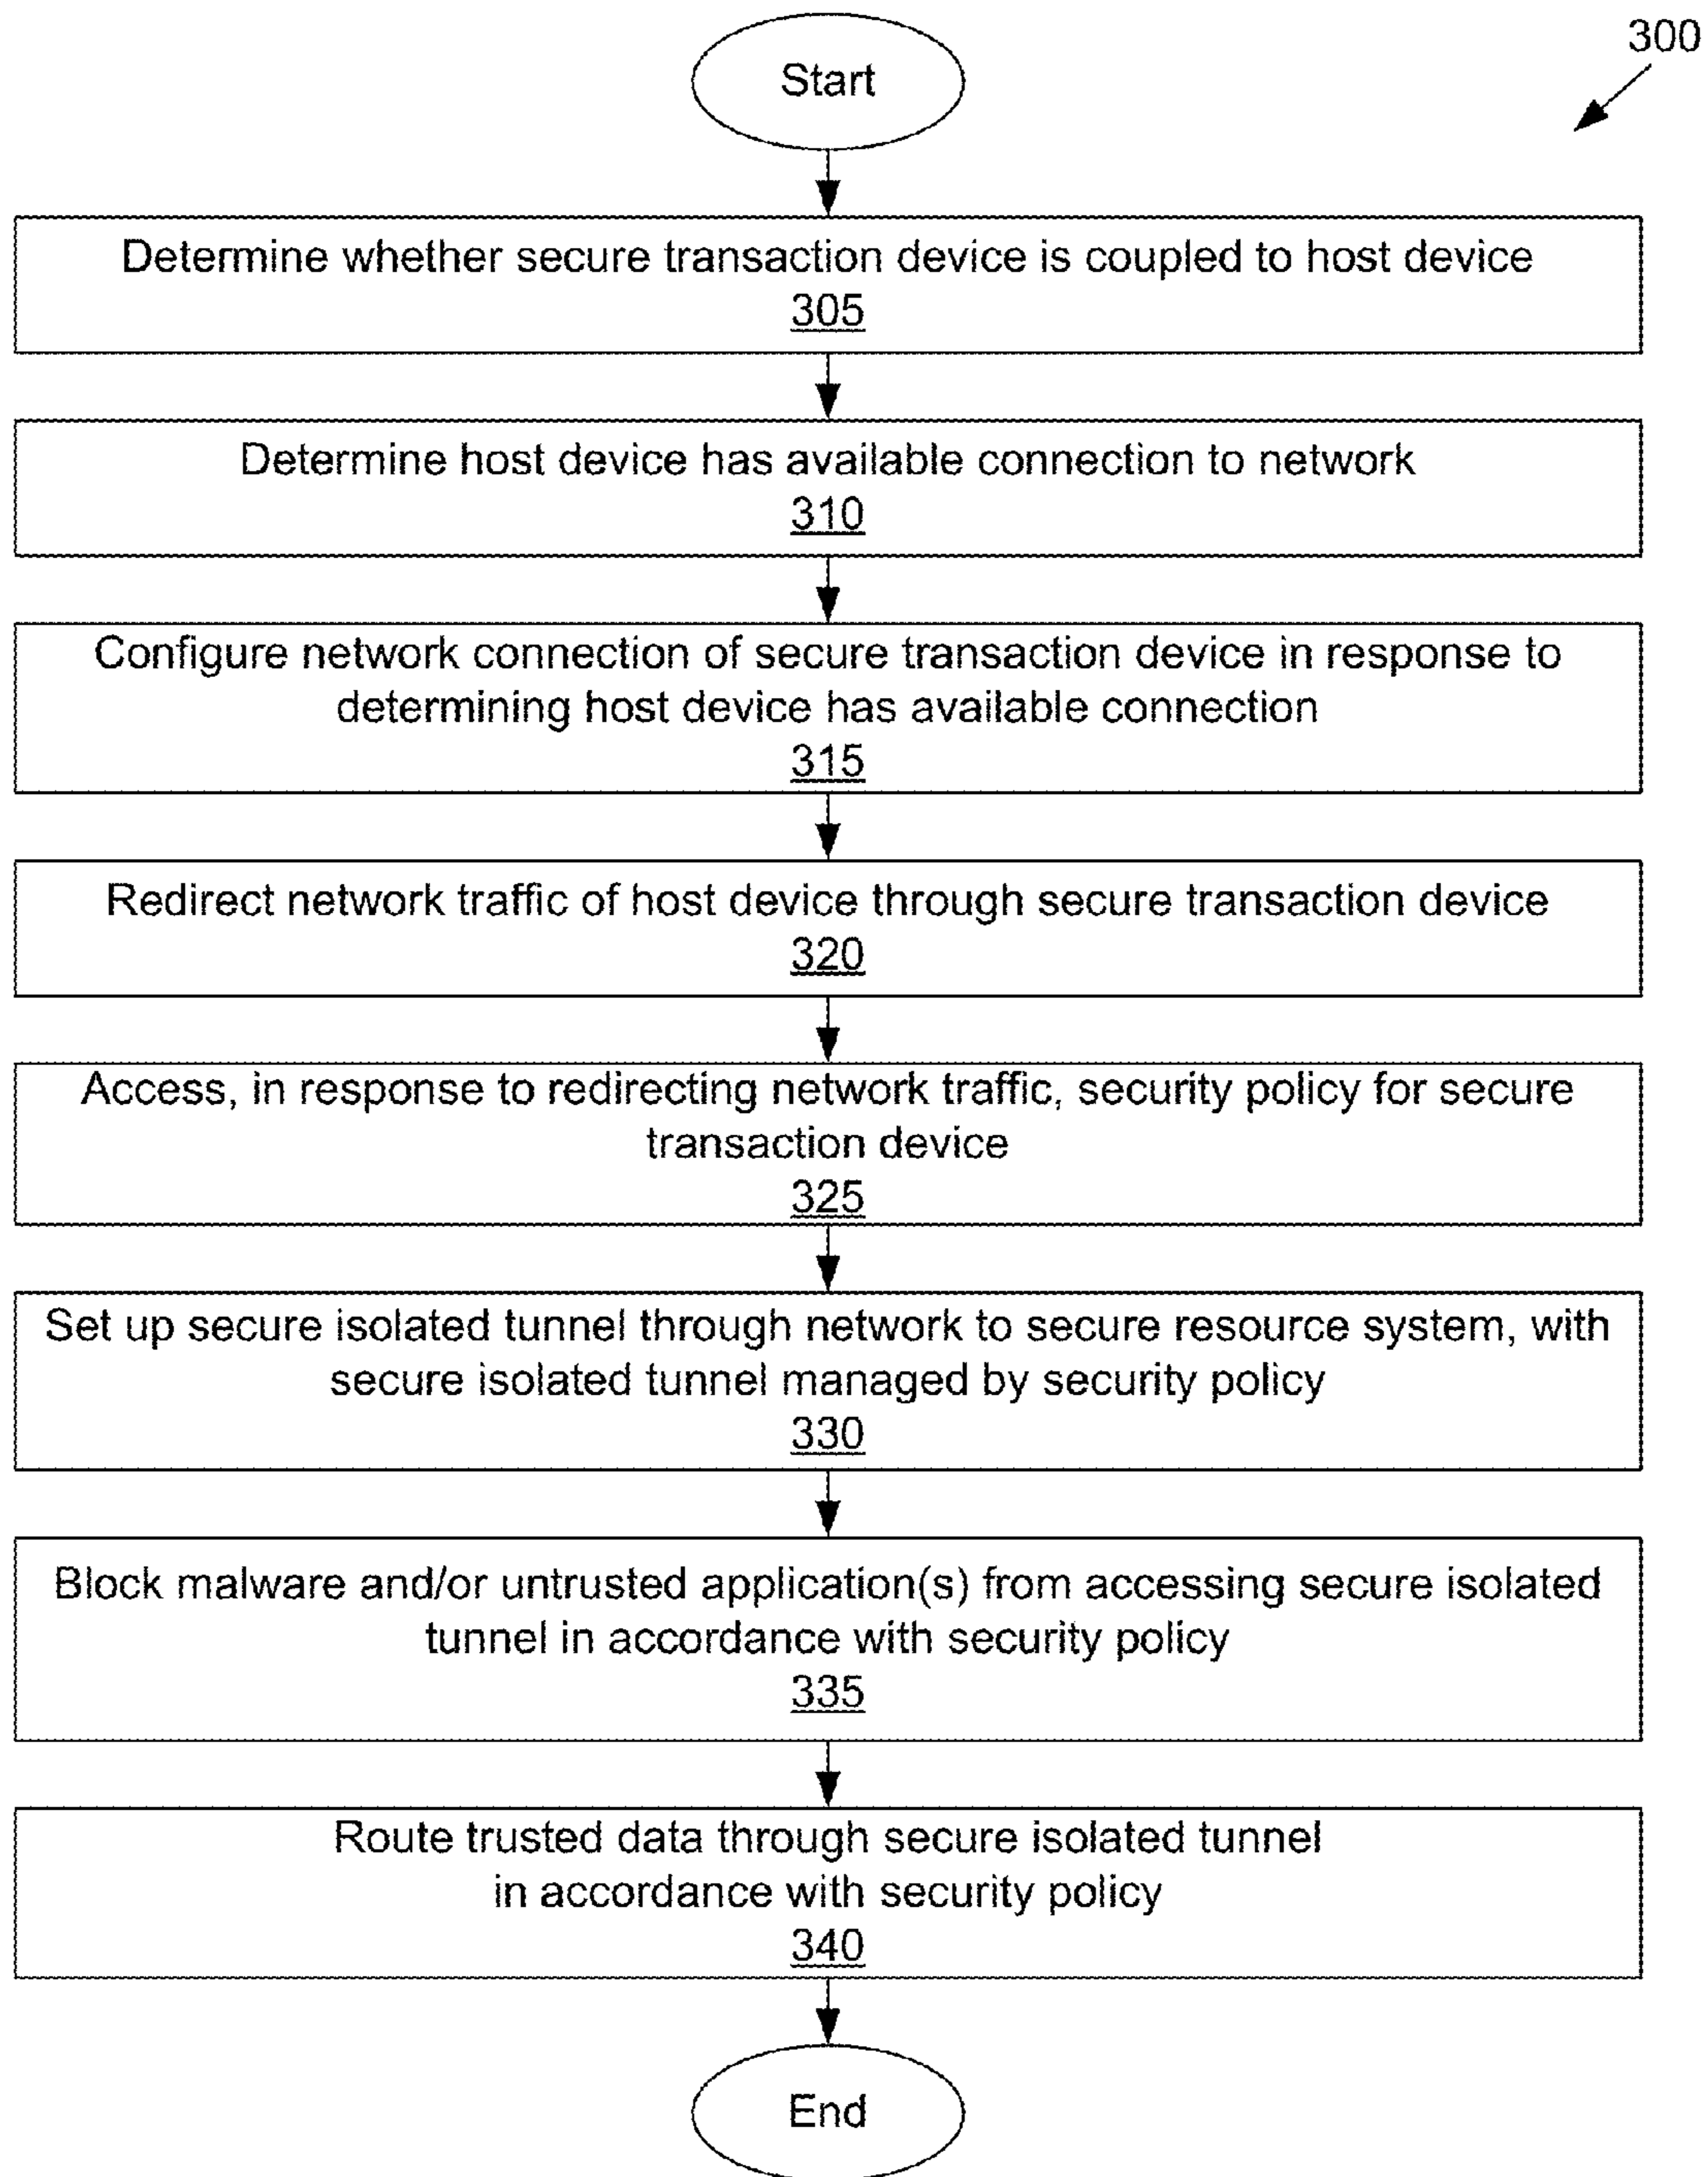 300
Start
Determine whether secure transaction device is coupled to host device
305
Determine host device has available connection to network
310
Configure network connection of secure transaction device in response to
determining host device has available connection
315
Redirect network traffic of host device through secure transaction device
320
Access, in response to redirecting network traffic, security policy for secure
transaction device
325
Set up secure isolated tunnel through network to secure resource system, with
secure isolated tunnel managed by security policy
330
Block malware and/or untrusted application(s) from accessing secure isolated
tunnel in accordance with security policy
335
Route trusted data through secure isolated tunnel
in accordance with security policy
340
End